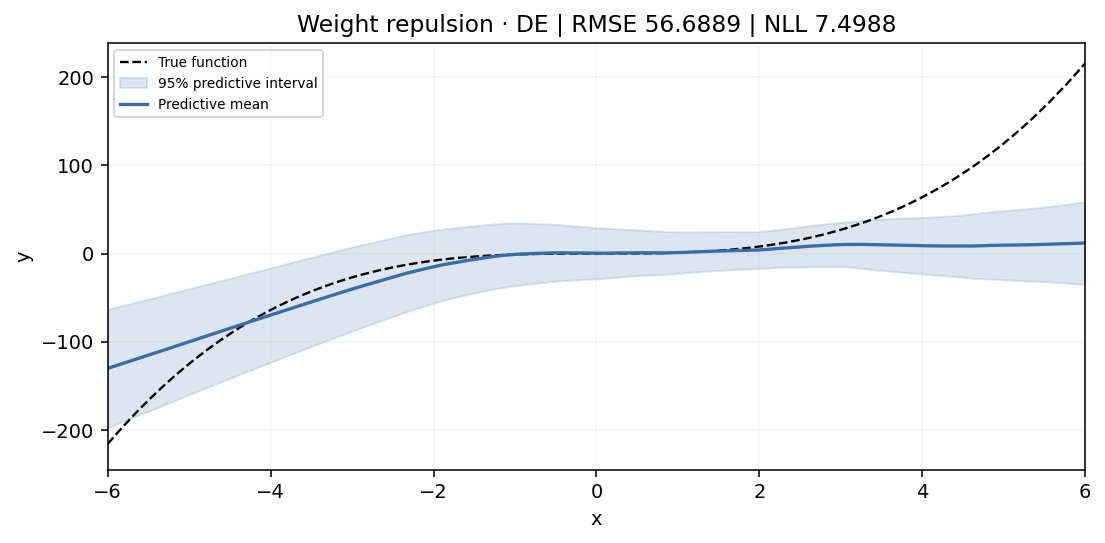 Weight repulsion · DE | RMSE 56.6889 | NLL 7.4988
True function
95% predictive interval
Predictive mean
200
100
0
−100
−200
y
−6 −4 −2 0 2 4 6
x